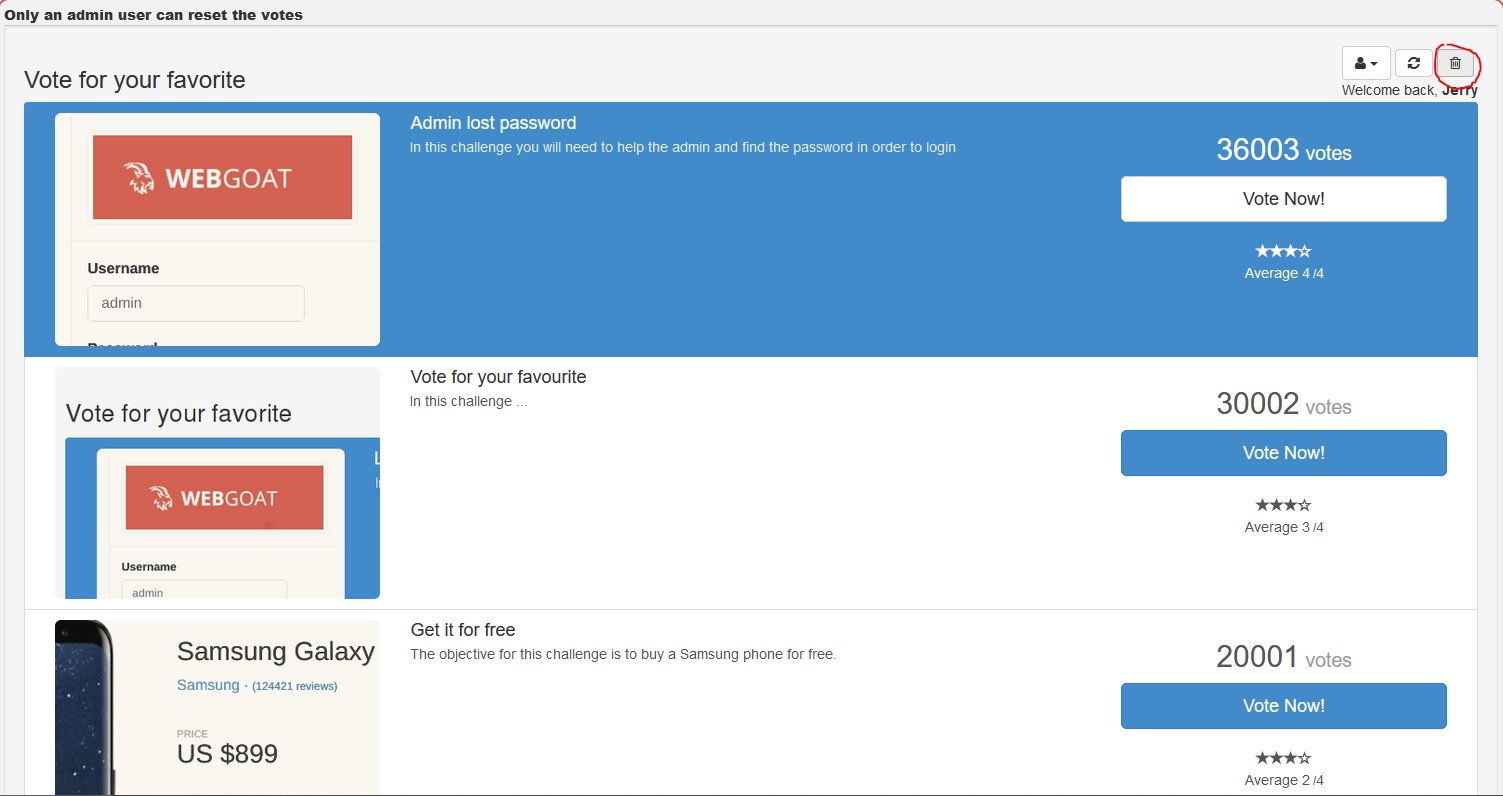 Only an admin user can reset the votes
Vote for your favorite
Welcome back, Jerry
WEBGOAT
Username
admin
Password
Admin lost password
In this challenge you will need to help the admin and find the password in order to login
36003 votes
Vote Now!
Average 4 /4
Vote for your favorite
WEBGOAT
Username
admin
Vote for your favourite
In this challenge ...
30002 votes
Vote Now!
Average 3 /4
Samsung Galaxy
Samsung · (124421 reviews)
PRICE
US $899
Get it for free
The objective for this challenge is to buy a Samsung phone for free.
20001 votes
Vote Now!
Average 2 /4